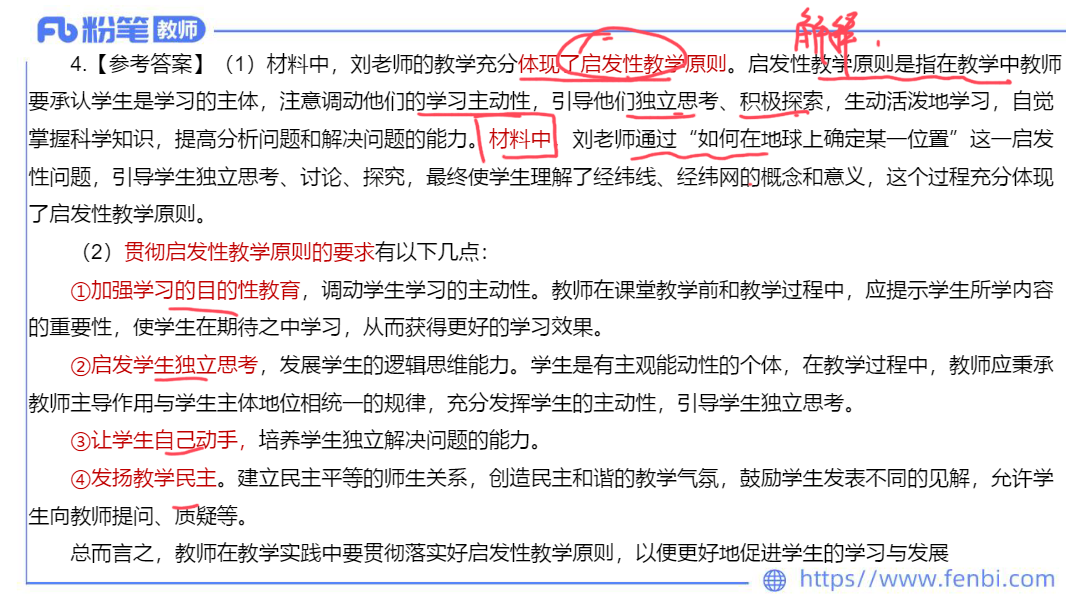 粉笔教师
解释.
4.【参考答案】（1）材料中，刘老师的教学充分体现了启发性教学原则。启发性教学原则是指在教学中教师
要承认学生是学习的主体，注意调动他们的学习主动性，引导他们独立思考、积极探索，生动活泼地学习，自觉
掌握科学知识，提高分析问题和解决问题的能力。材料中，刘老师通过“如何在地球上确定某一位置”这一启发
性问题，引导学生独立思考、讨论、探究，最终使学生理解了经纬线、经纬网的概念和意义，这个过程充分体现
了启发性教学原则。
（2）贯彻启发性教学原则的要求有以下几点：
①加强学习的目的性教育，调动学生学习的主动性。教师在课堂教学前和教学过程中，应提示学生所学内容
的重要性，使学生在期待之中学习，从而获得更好的学习效果。
②启发学生独立思考，发展学生的逻辑思维能力。学生是有主观能动性的个体，在教学过程中，教师应秉承
教师主导作用与学生主体地位相统一的规律，充分发挥学生的主动性，引导学生独立思考。
③让学生自己动手，培养学生独立解决问题的能力。
④发扬教学民主。建立民主平等的师生关系，创造民主和谐的教学气氛，鼓励学生发表不同的见解，允许学
生向教师提问、质疑等。
总而言之，教师在教学实践中要贯彻落实好启发性教学原则，以便更好地促进学生的学习与发展
https//www.fenbi.com